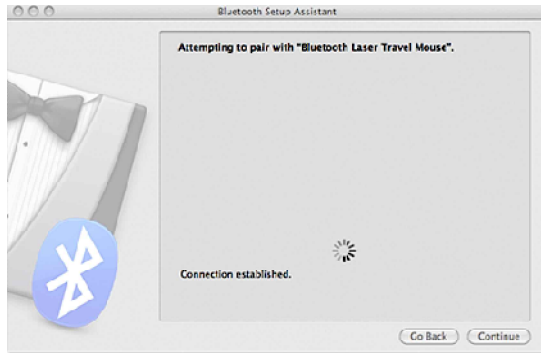 Bluetooth Setup Assistant
Attempting to pair with "Bluetooth Laser Travel Mouse".
Connection established.
Go Back
Continue